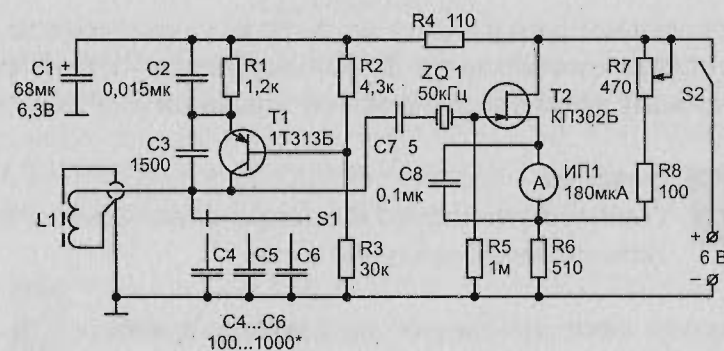 R4 110
C1 +
68мк
6,3В
C2
0,015мк
R1
1,2к
R2
4,3к
ZQ 1
50кГц
T2
КП302Б
R7
470
S2
T1
1Т313Б
C3
1500
C7 5
C8
0,1мк
A
ИП1
180мкА
R8
100
L1
S1
C4
C5
C6
R3
30к
R5
1м
R6
510
+
6 В
–
C4...C6
100...1000*